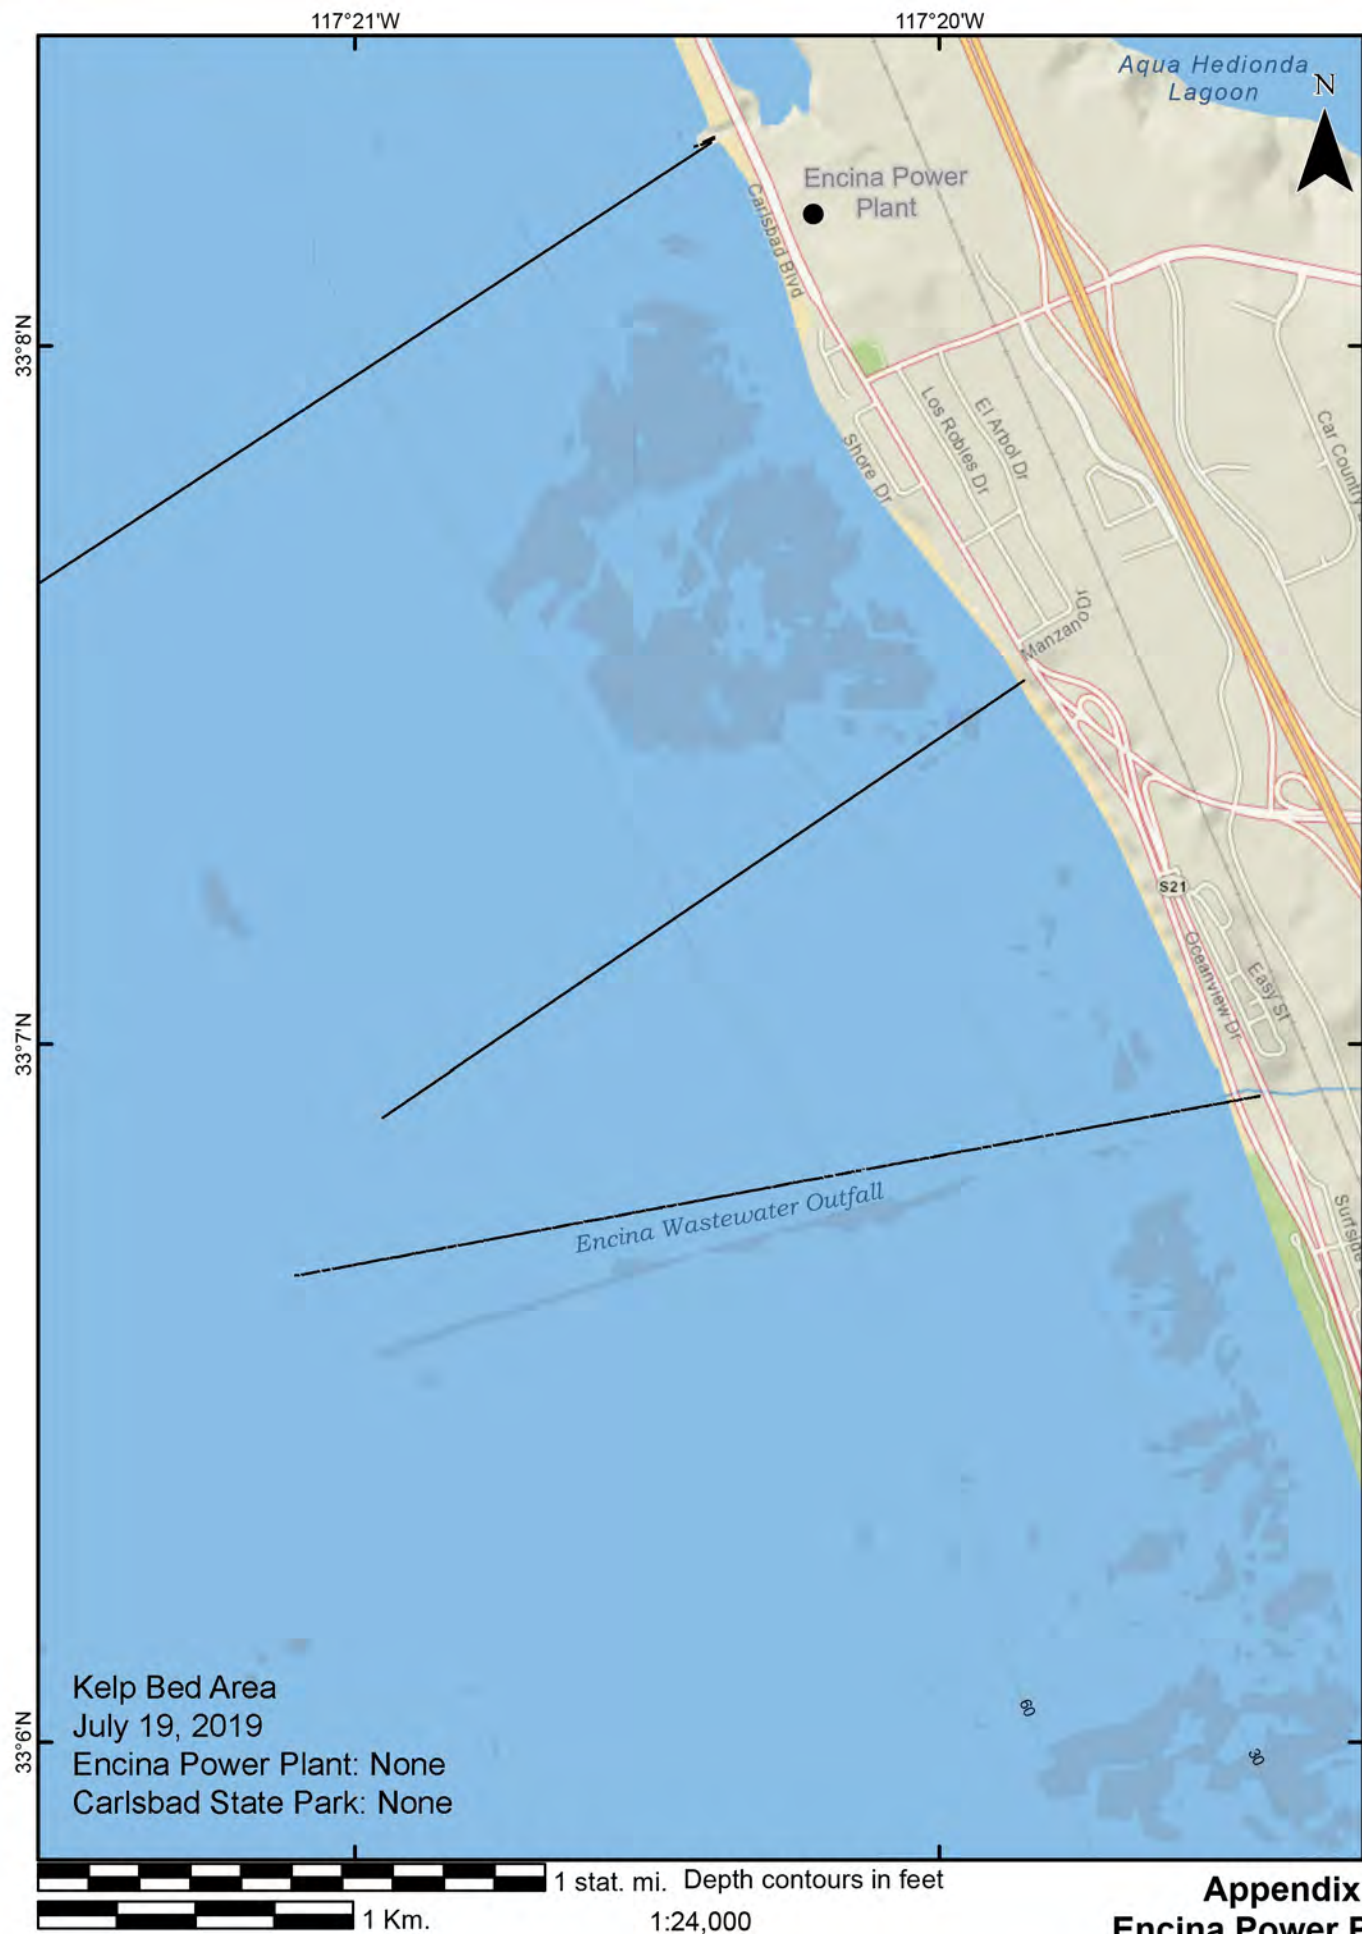 117°21'W
117°20'W
Aqua Hedionda
Lagoon
N
Encina Power
Plant
Carlsbad Blvd
33°8'N
Los Robles Dr
El Arbol Dr
Car Country
Shore Dr
Manzano Dr
S21
Oceanview Dr
Easy St
33°7'N
Encina Wastewater Outfall
Surfside
60
30
33°6'N
Kelp Bed Area
July 19, 2019
Encina Power Plant: None
Carlsbad State Park: None
1 stat. mi. Depth contours in feet
1 Km.
1:24,000
Appendix
Encina Power P